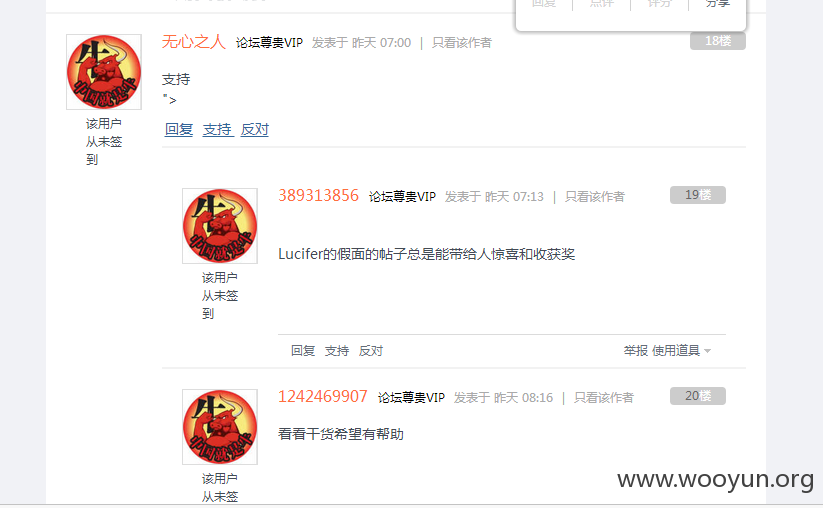 回复 点评 评分 分享
无心之人 论坛尊贵VIP 发表于 昨天 07:00 | 只看该作者 18楼
牛
该用户
从未签
到
支持
">
回复 支持 反对
389313856 论坛尊贵VIP 发表于 昨天 07:13 | 只看该作者 19楼
牛
该用户
从未签
到
Lucifer的假面的帖子总是能带给人惊喜和收获奖
回复 支持 反对 举报 使用道具
1242469907 论坛尊贵VIP 发表于 昨天 08:16 | 只看该作者 20楼
牛
该用户
从未签
看看干货希望有帮助
www.wooyun.org